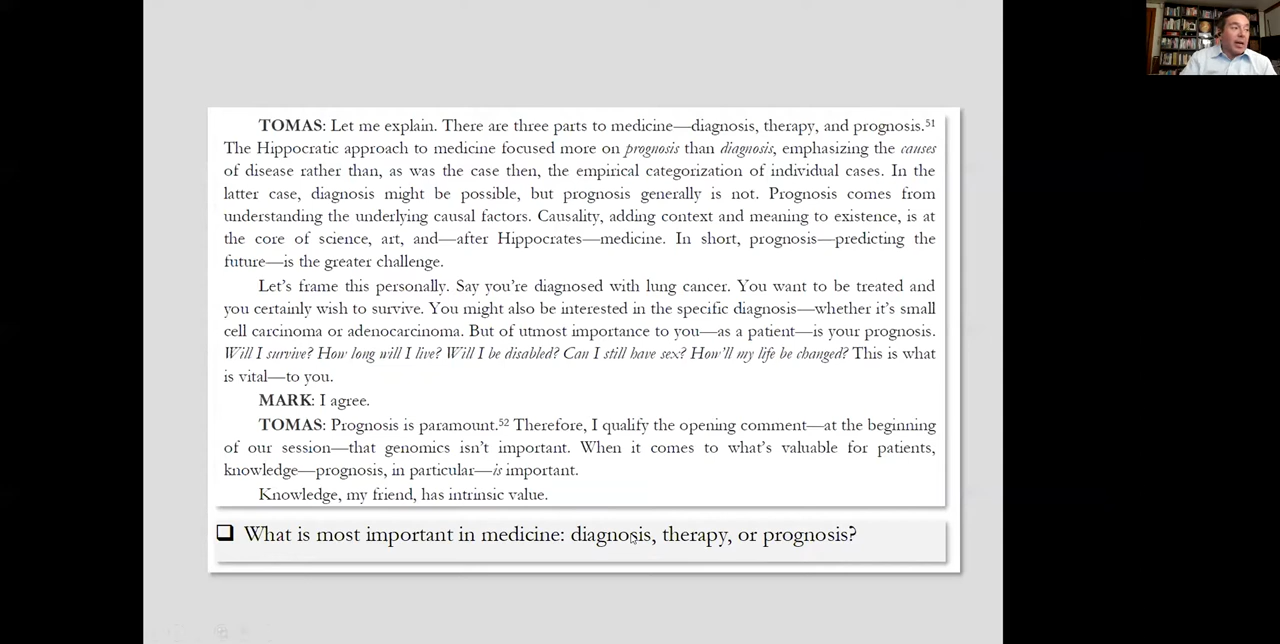 TOMAS: Let me explain. There are three parts to medicine—diagnosis, therapy, and prognosis.51
The Hippocratic approach to medicine focused more on prognosis than diagnosis, emphasizing the causes
of disease rather than, as was the case then, the empirical categorization of individual cases. In the
latter case, diagnosis might be possible, but prognosis generally is not. Prognosis comes from
understanding the underlying causal factors. Causality, adding context and meaning to existence, is at
the core of science, art, and—after Hippocrates—medicine. In short, prognosis—predicting the
future—is the greater challenge.
Let's frame this personally. Say you're diagnosed with lung cancer. You want to be treated and
you certainly wish to survive. You might also be interested in the specific diagnosis—whether it's small
cell carcinoma or adenocarcinoma. But of utmost importance to you—as a patient—is your prognosis.
Will I survive? How long will I live? Will I be disabled? Can I still have sex? How'll my life be changed? This is what
is vital—to you.
MARK: I agree.
TOMAS: Prognosis is paramount.52 Therefore, I qualify the opening comment—at the beginning
of our session—that genomics isn't important. When it comes to what's valuable for patients,
knowledge—prognosis, in particular—is important.
Knowledge, my friend, has intrinsic value.
What is most important in medicine: diagnosis, therapy, or prognosis?